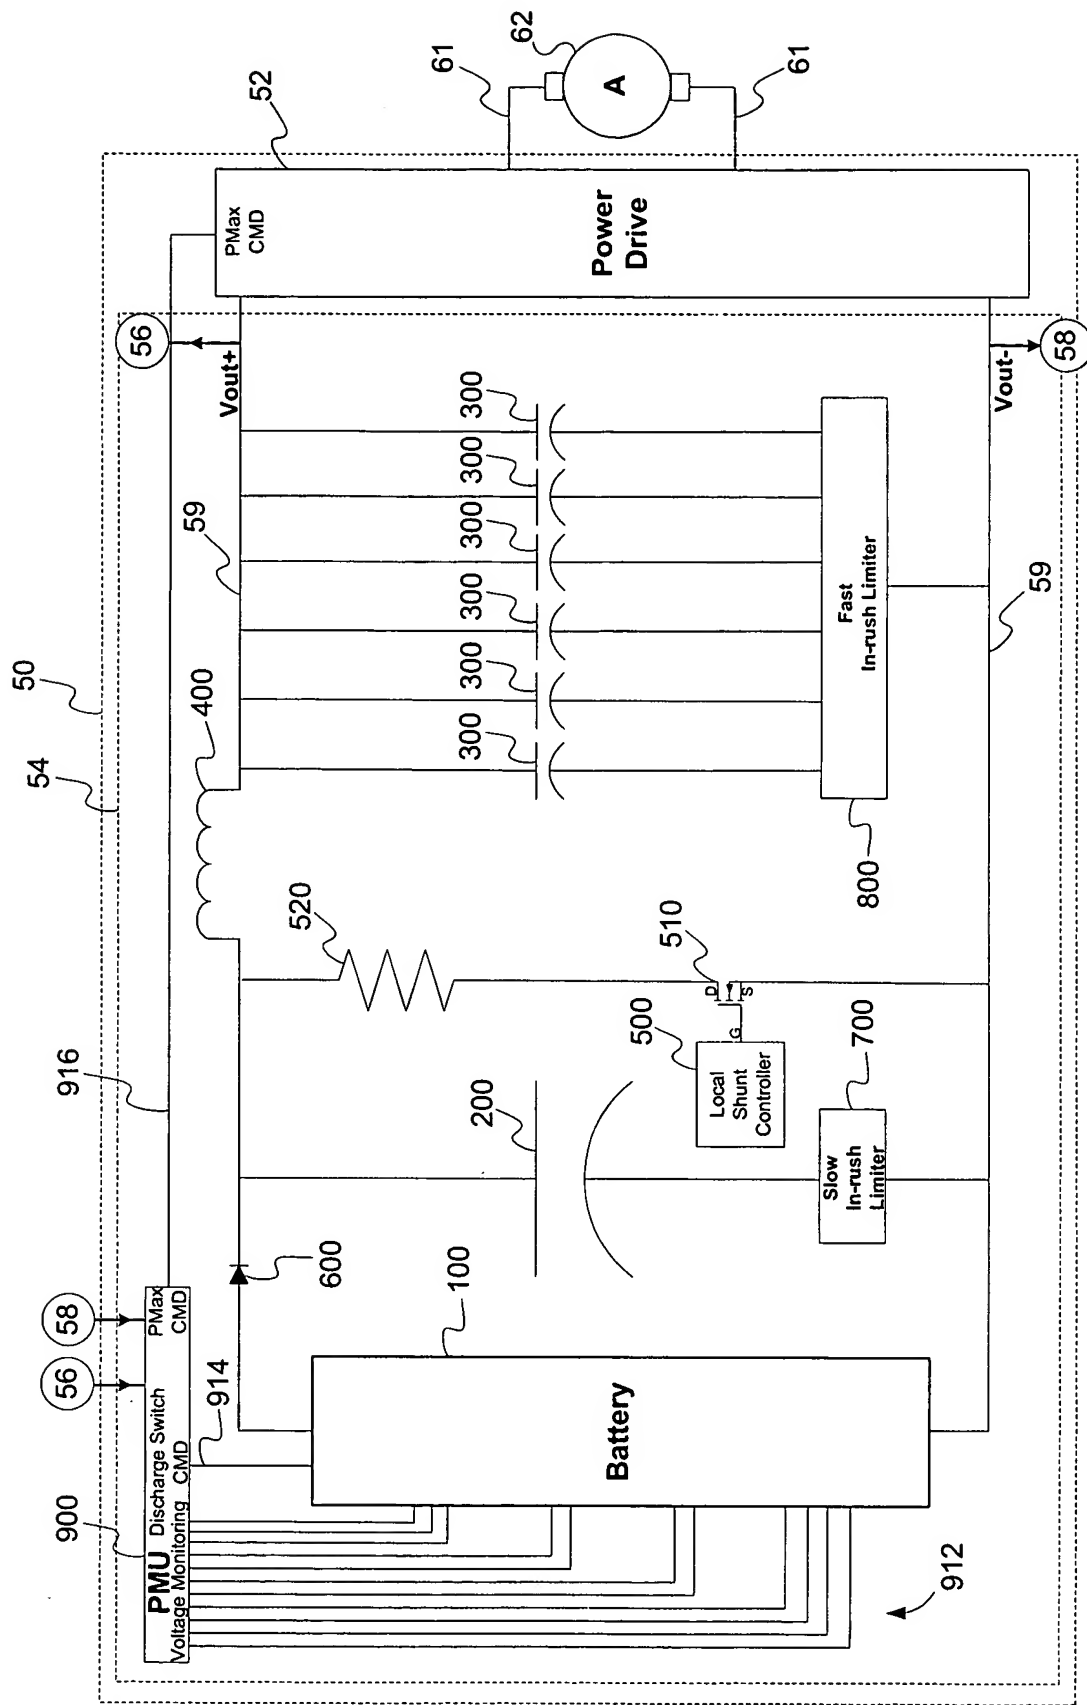 50
54
52
62
61
A
61
PMax
CMD
Power
Drive
56
Vout+
58
Vout-
59
59
300
300
300
300
300
300
Fast
In-rush Limiter
800
400
520
510
D
S
G
500
Local
Shunt
Controller
700
Slow
In-rush
Limiter
200
916
600
100
Battery
914
58
56
PMax
CMD
Discharge Switch
CMD
PMU
Voltage Monitoring
900
912